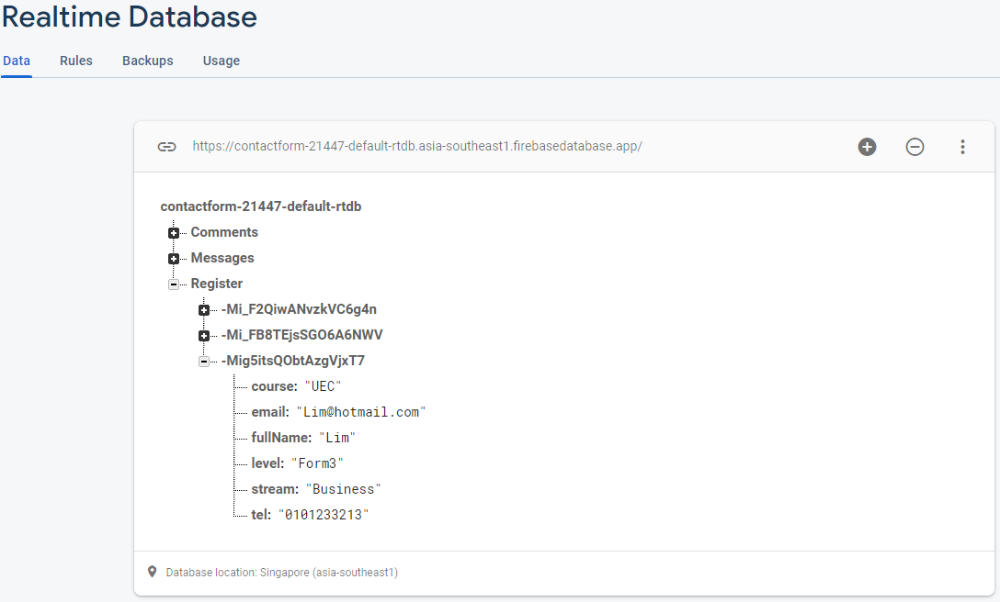 Realtime Database
Data Rules Backups Usage
https://contactform-21447-default-rtdb.asia-southeast1.firebasedatabase.app/
contactform-21447-default-rtdb
Comments
Messages
Register
-Mi_F2QiwANvzkVC6g4n
-Mi_FB8TEjsSGO6A6NWV
-Mig5itsQObtAzgVjxT7
course: "UEC"
email: "Lim@hotmail.com"
fullName: "Lim"
level: "Form3"
stream: "Business"
tel: "0101233213"
Database location: Singapore (asia-southeast1)